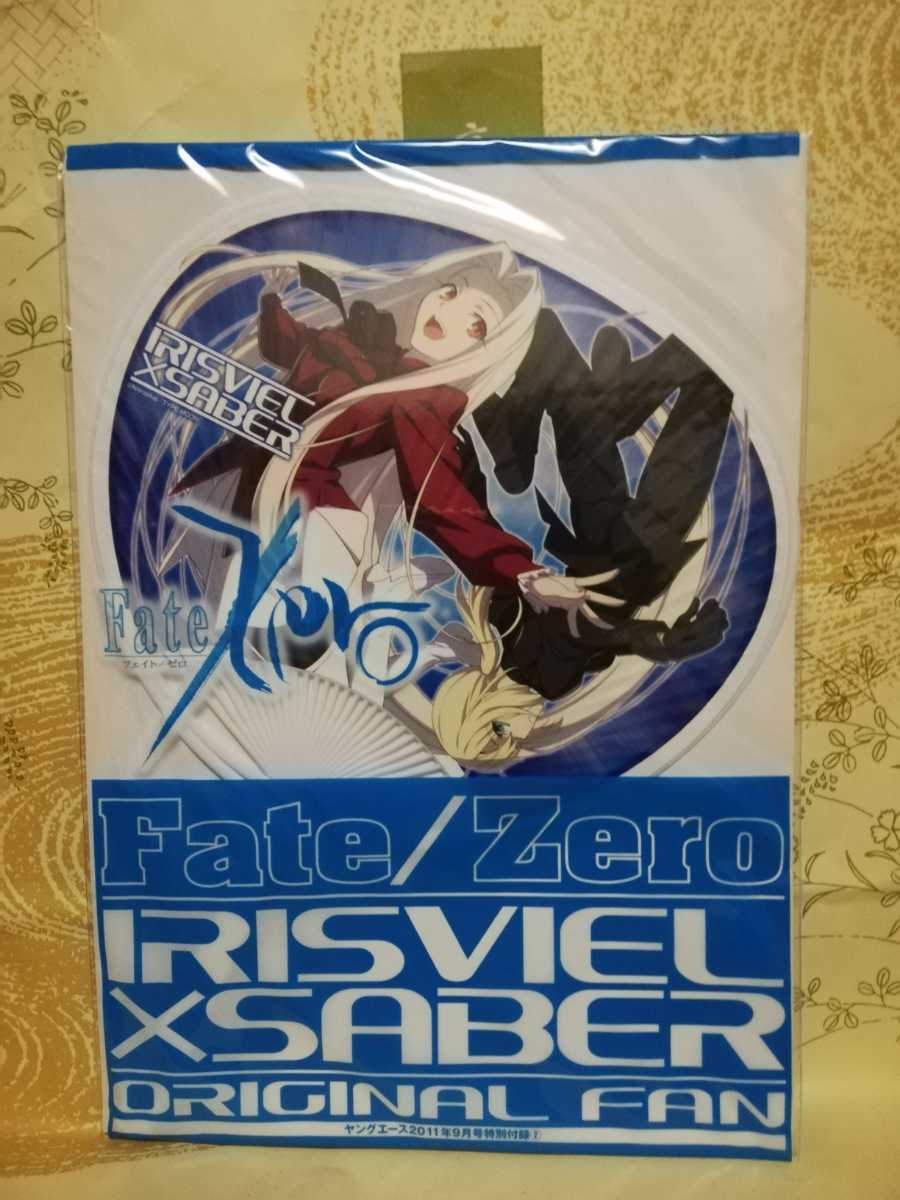 IRISVIEL
×SABER
Fate
Zero
フェイト/ゼロ
Fate/Zero
IRISVIEL
×SABER
ORIGINAL FAN
ヤングエース2011年9月号特別付録②